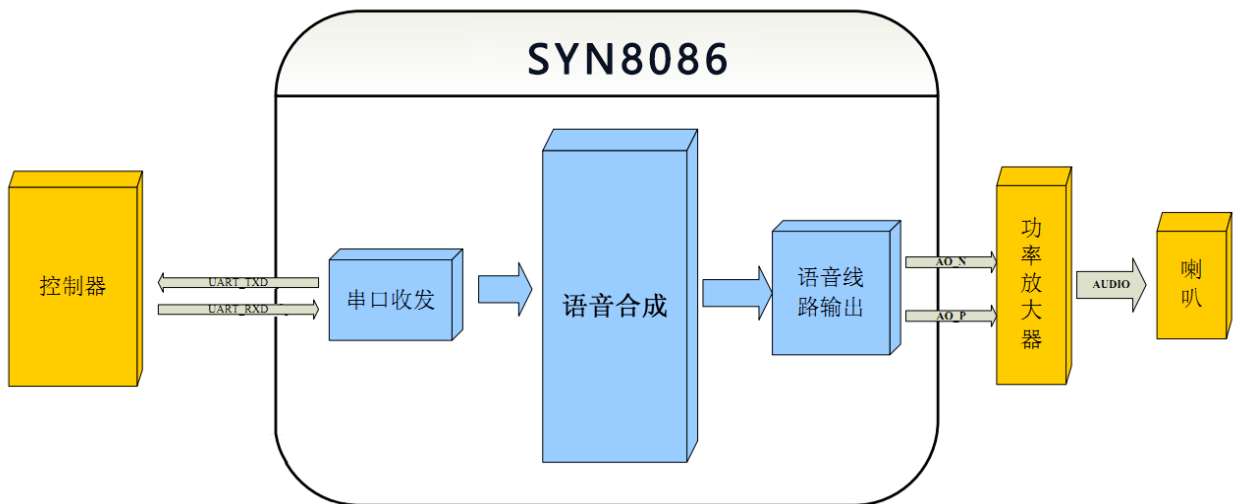 SYN8086
控制器
UART_TXD
UART_RXD
串口收发
语音合成
语音线
路输出
AO_N
AO_P
功
率
放
大
器
AUDIO
喇
叭